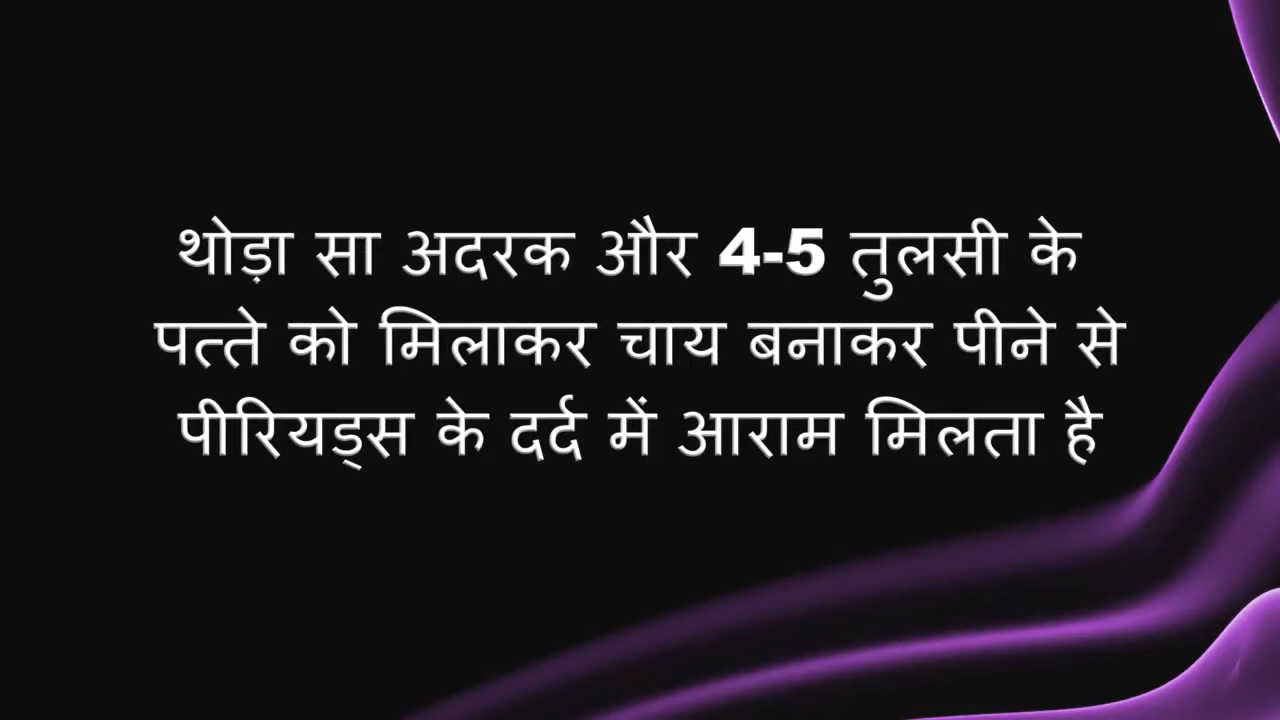 थोड़ा सा अदरक और 4-5 तुलसी के
पत्ते को मिलाकर चाय बनाकर पीने से
पीरियड्स के दर्द में आराम मिलता है